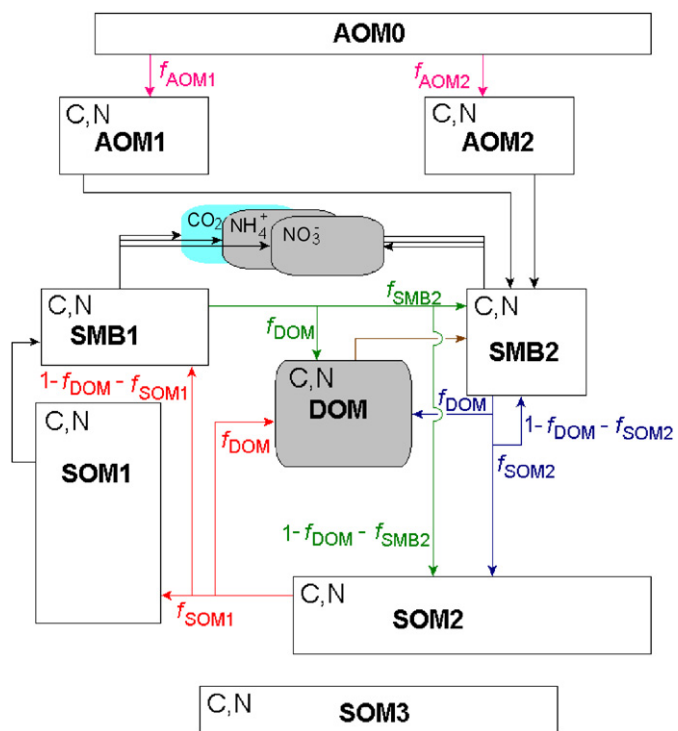 AOM0
fAOM1
fAOM2
C,N
AOM1
C,N
AOM2
CO2
NH4+
NO3-
C,N
SMB1
fSMB2
C,N
SMB2
fDOM
C,N
DOM
1-fDOM - fSOM1
fDOM
1-fDOM - fSOM2
C,N
SOM1
fDOM
fSOM2
1-fDOM - fSMB2
fSOM1
C,N
SOM2
C,N
SOM3